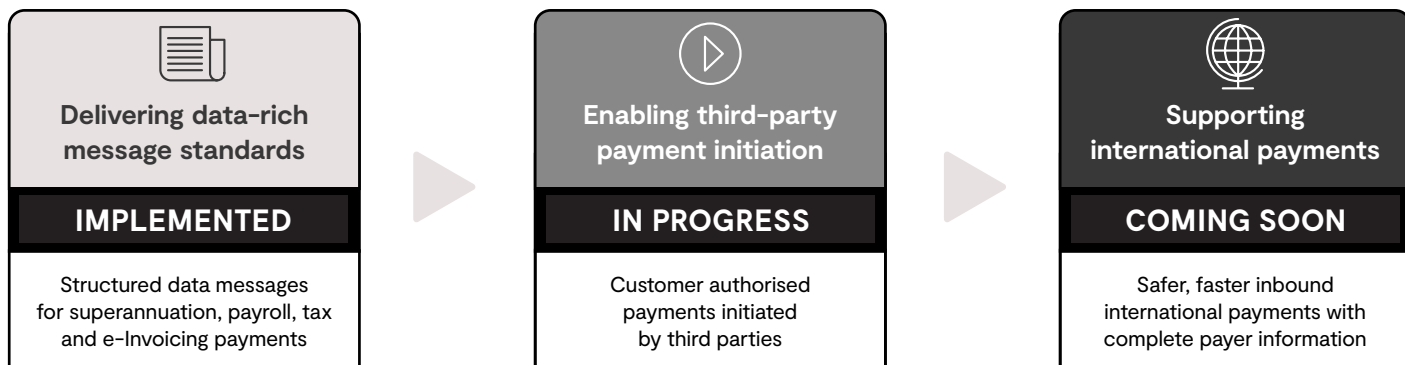 Delivering data-rich
message standards
IMPLEMENTED
Structured data messages
for superannuation, payroll, tax
and e-Invoicing payments
Enabling third-party
payment initiation
IN PROGRESS
Customer authorised
payments initiated
by third parties
Supporting
international payments
COMING SOON
Safer, faster inbound
international payments with
complete payer information